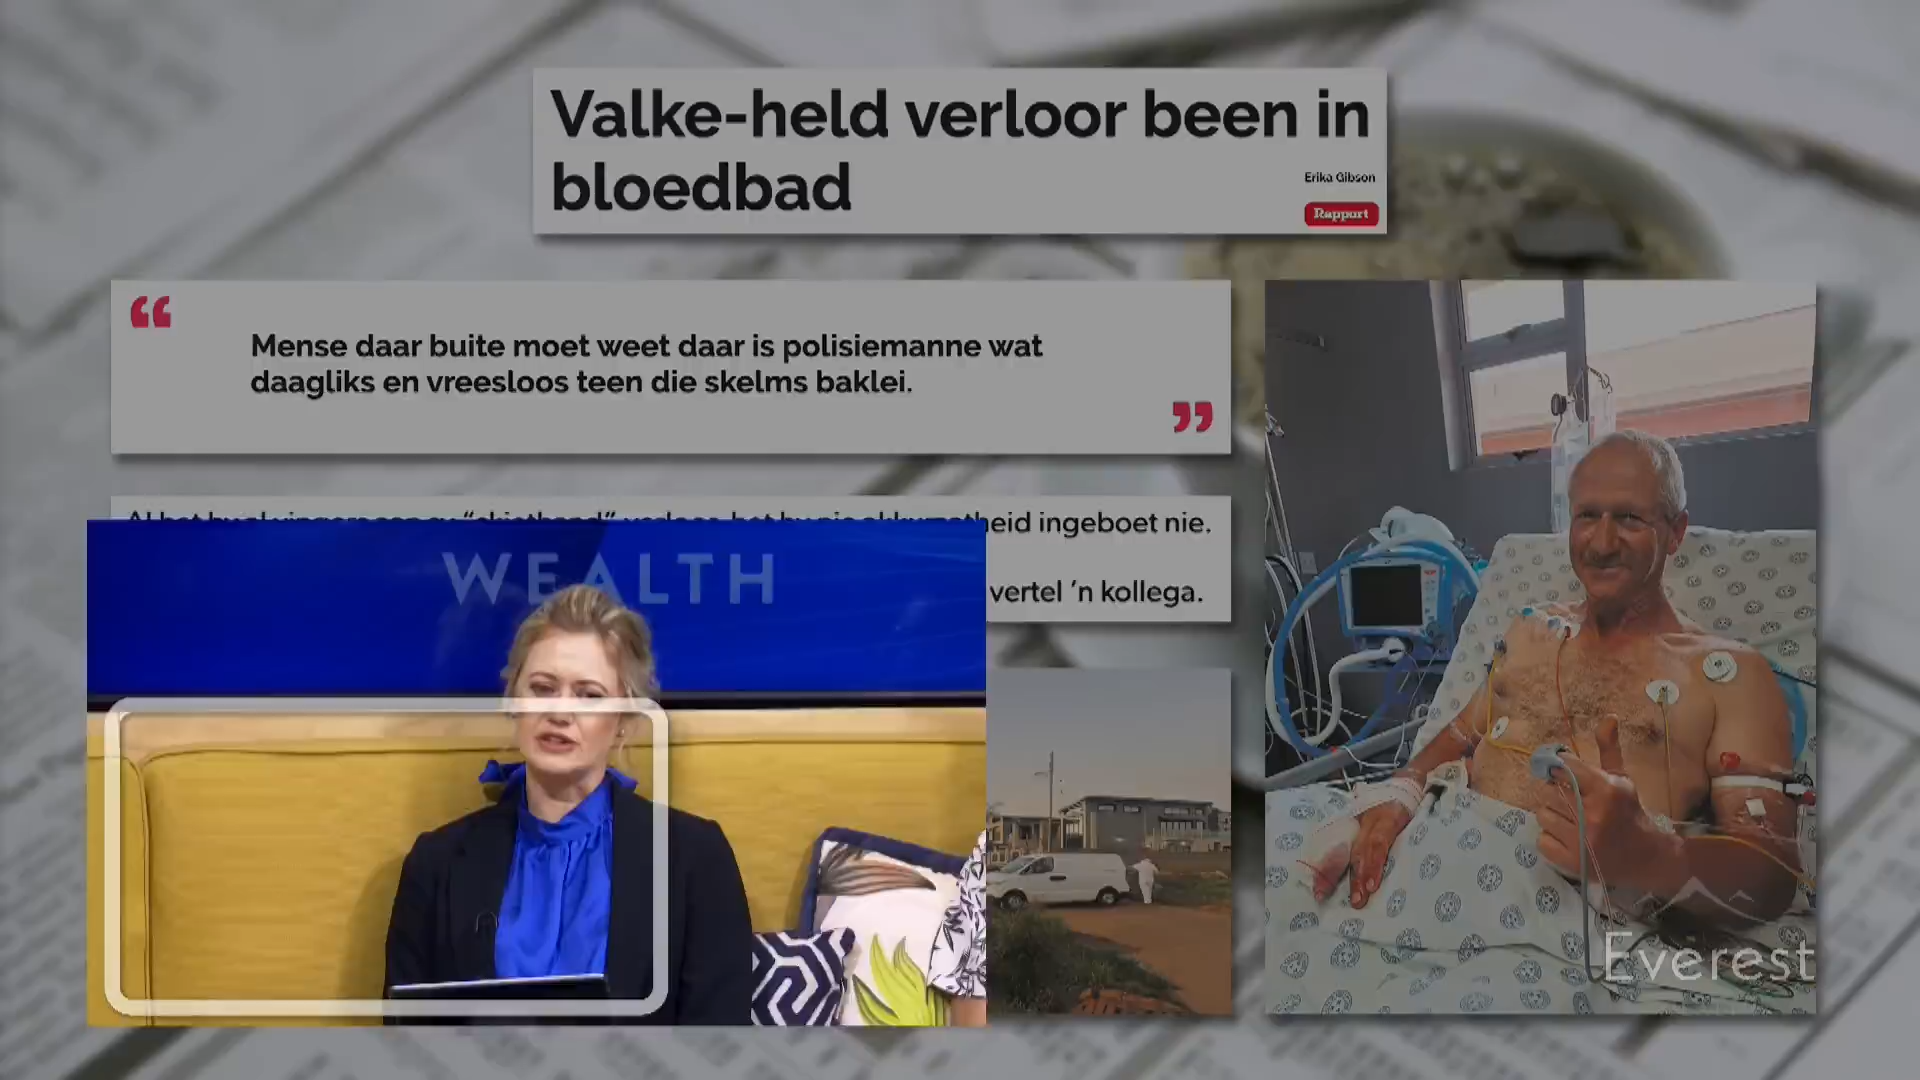 Valke-held verloor been in
bloedbad
Erika Gibson
Rapport
“
Mense daar buite moet weet daar is polisiemanne wat
daagliks en vreesloos teen die skelms baklei.
”
ingeboet nie.
vertel ’n kollega.
WEALTH
Everest